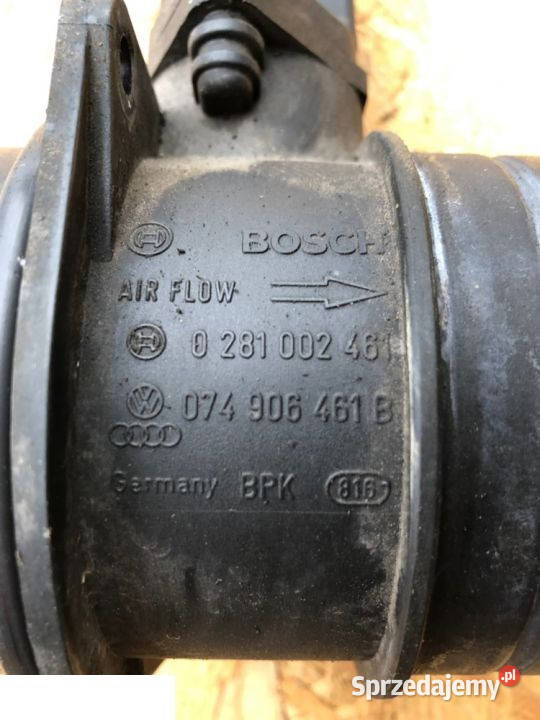 BOSCH
AIR FLOW
0 281 002 461
074 906 461 B
Germany BPK 816
Sprzedajemy.pl